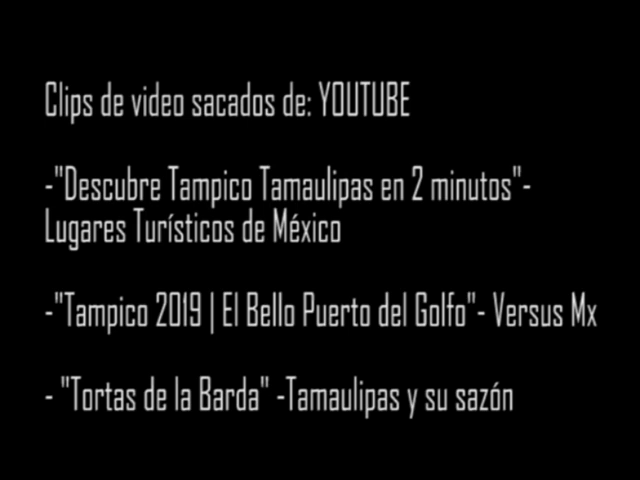 Clips de video sacados de: YOUTUBE
-"Descubre Tampico Tamaulipas en 2 minutos"-
Lugares Turísticos de México
-"Tampico 2019 | El Bello Puerto del Golfo"- Versus Mx
- "Tortas de la Barda" -Tamaulipas y su sazón